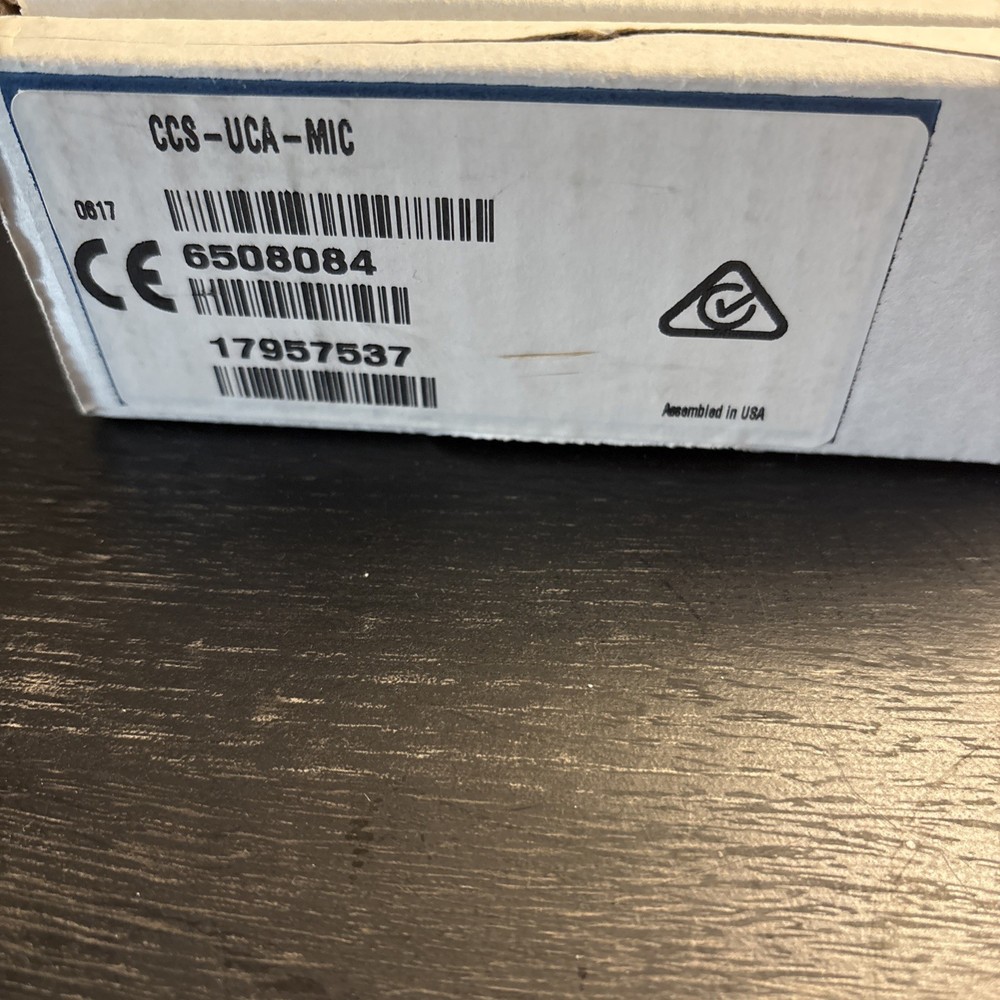 CCS-UCA-MIC
0617
CE
6508084
17957537
Assembled in USA